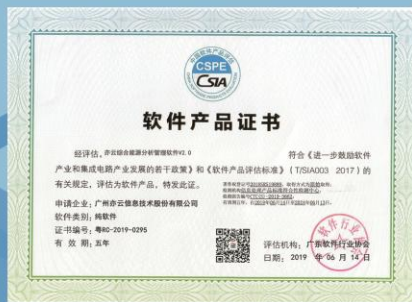 CSPE
CSIA
软件产品证书
经评估，亦云综合能源分析管理软件V2.0 符合《进一步鼓励软件
产业和集成电路产业发展的若干政策》和《软件产品评估标准》（T/SIA003 2017）的
有关规定，评估为软件产品，特发此证。
申请企业：广州亦云信息技术股份有限公司
软件类别：纯软件
证书编号：粤RC-2019-0295
有 效 期：五年
评估机构：广东软件行业协会
日期：2019 年 06 月 14 日